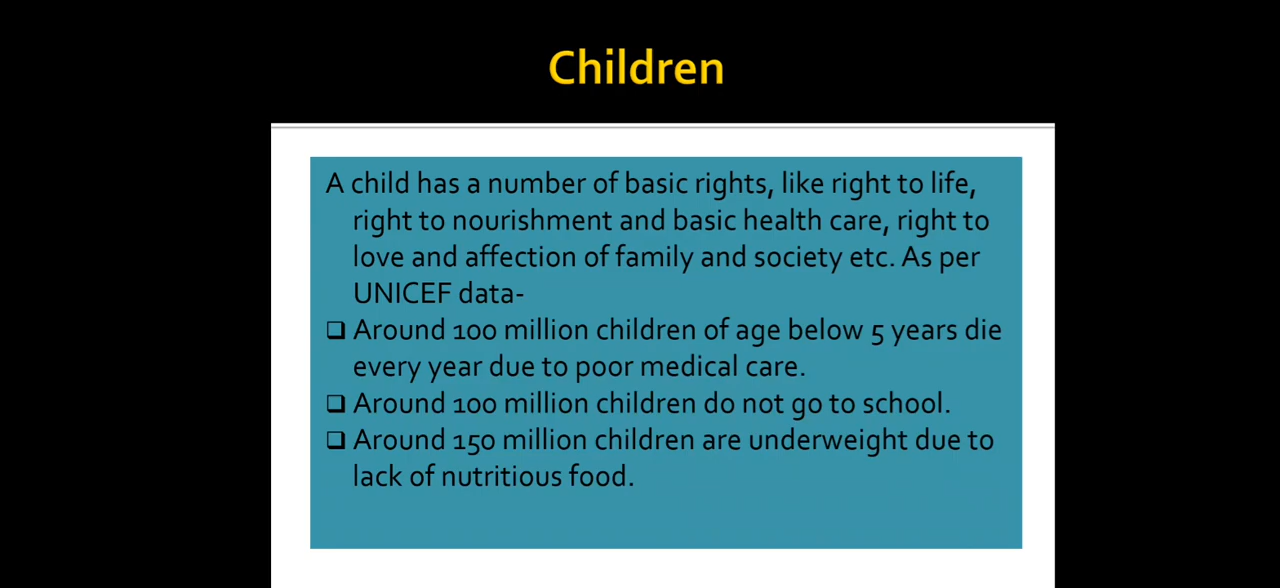 Children
A child has a number of basic rights, like right to life,
right to nourishment and basic health care, right to
love and affection of family and society etc. As per
UNICEF data-
❑ Around 100 million children of age below 5 years die
every year due to poor medical care.
❑ Around 100 million children do not go to school.
❑ Around 150 million children are underweight due to
lack of nutritious food.